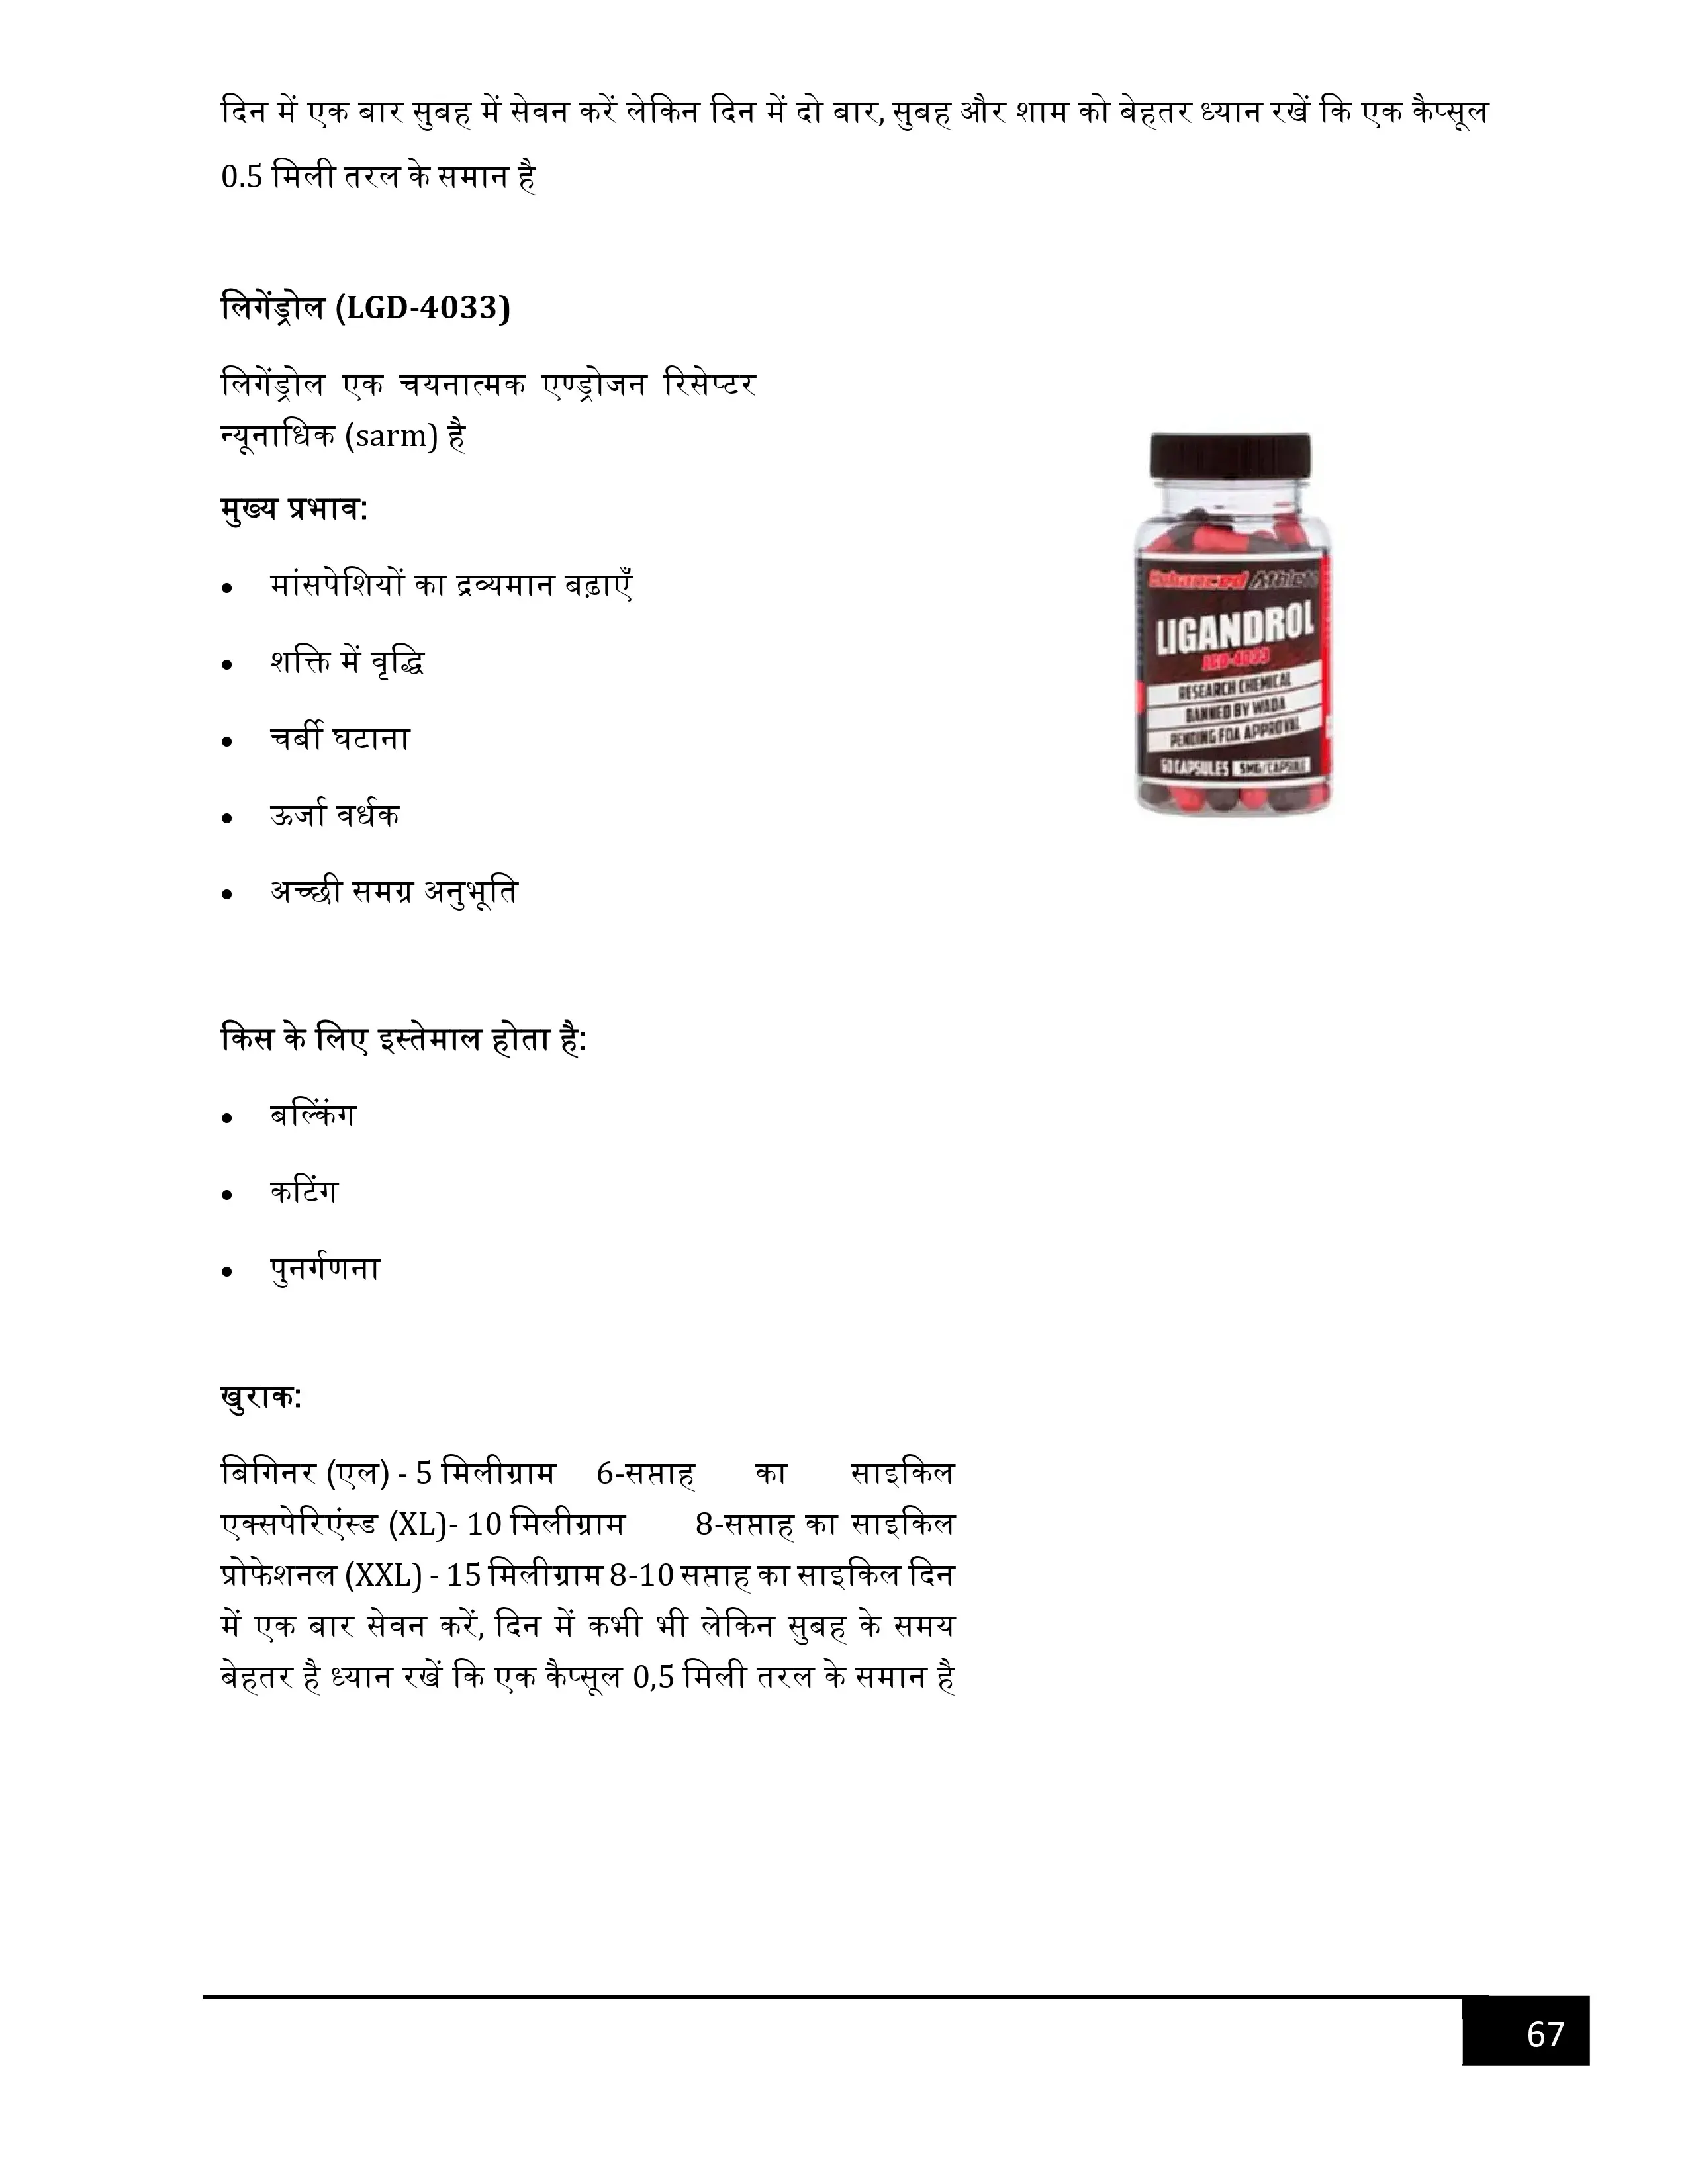 दिन में एक बार सुबह में सेवन करें लेकिन दिन में दो बार, सुबह और शाम को बेहतर ध्यान रखें कि एक कैप्सूल
0.5 मिली तरल के समान है
लिगेंड्रोल (LGD-4033)
लिगेंड्रोल एक चयनात्मक एण्ड्रोजन रिसेप्टर
न्यूनाधिक (sarm) है
मुख्य प्रभाव:
• मांसपेशियों का द्रव्यमान बढ़ाएँ
• शक्ति में वृद्धि
• चर्बी घटाना
• ऊर्जा वर्धक
• अच्छी समग्र अनुभूति
Enhanced Athlete
LIGANDROL
LGD-4033
RESEARCH CHEMICAL
BANNED BY WADA
PENDING FDA APPROVAL
60 CAPSULES 5MG/CAPSULE
किस के लिए इस्तेमाल होता है:
• बल्किंग
• कटिंग
• पुनर्गणना
खुराक:
बिगिनर (एल) - 5 मिलीग्राम 6-सप्ताह का साइकिल
एक्सपेरिएंस्ड (XL)- 10 मिलीग्राम 8-सप्ताह का साइकिल
प्रोफेशनल (XXL) - 15 मिलीग्राम 8-10 सप्ताह का साइकिल दिन
में एक बार सेवन करें, दिन में कभी भी लेकिन सुबह के समय
बेहतर है ध्यान रखें कि एक कैप्सूल 0,5 मिली तरल के समान है
67